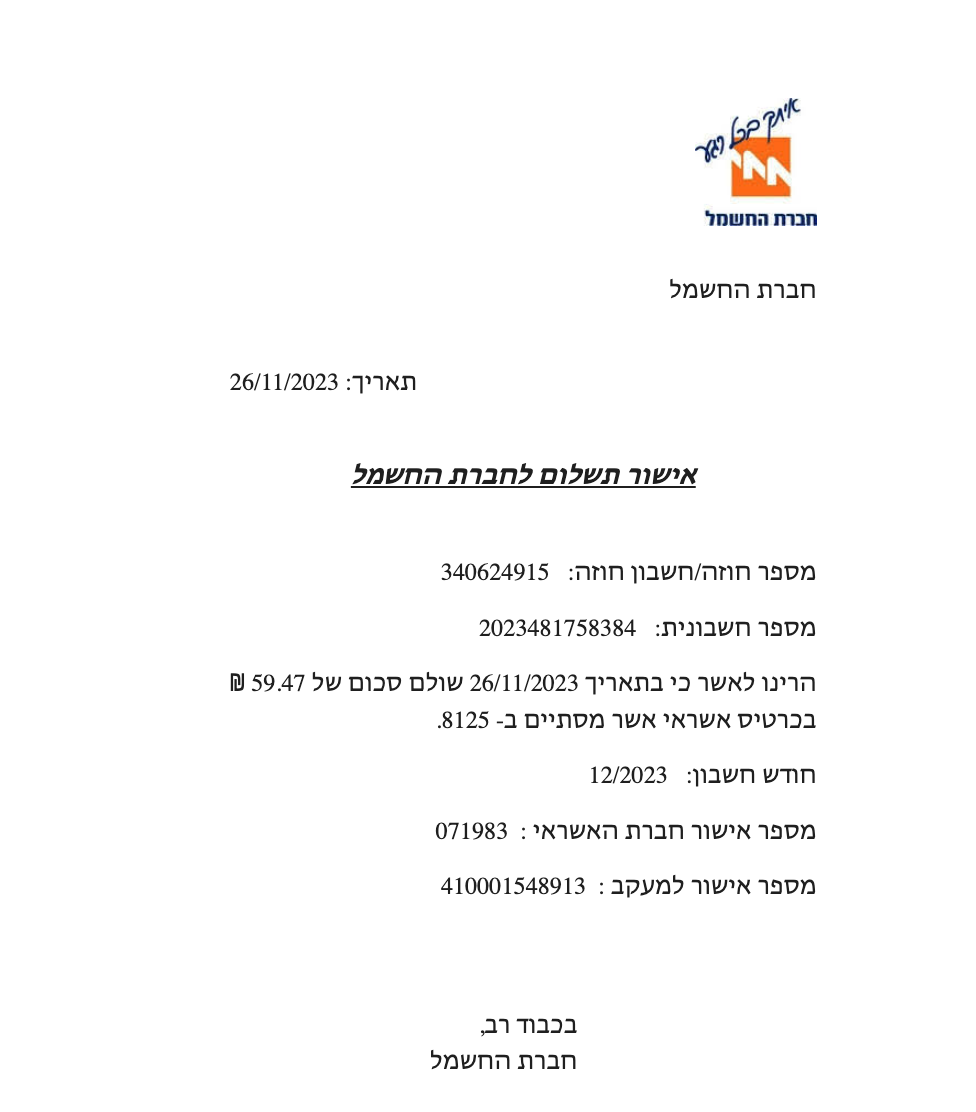 איתך בכל רגע
חברת החשמל
חברת החשמל
תאריך: 26/11/2023
אישור תשלום לחברת החשמל
מספר חוזה/חשבון חוזה: 340624915
מספר חשבונית: 2023481758384
הרינו לאשר כי בתאריך 26/11/2023 שולם סכום של 59.47 ₪
בכרטיס אשראי אשר מסתיים ב- 8125.
חודש חשבון: 12/2023
מספר אישור חברת האשראי : 071983
מספר אישור למעקב : 410001548913
בכבוד רב,
חברת החשמל